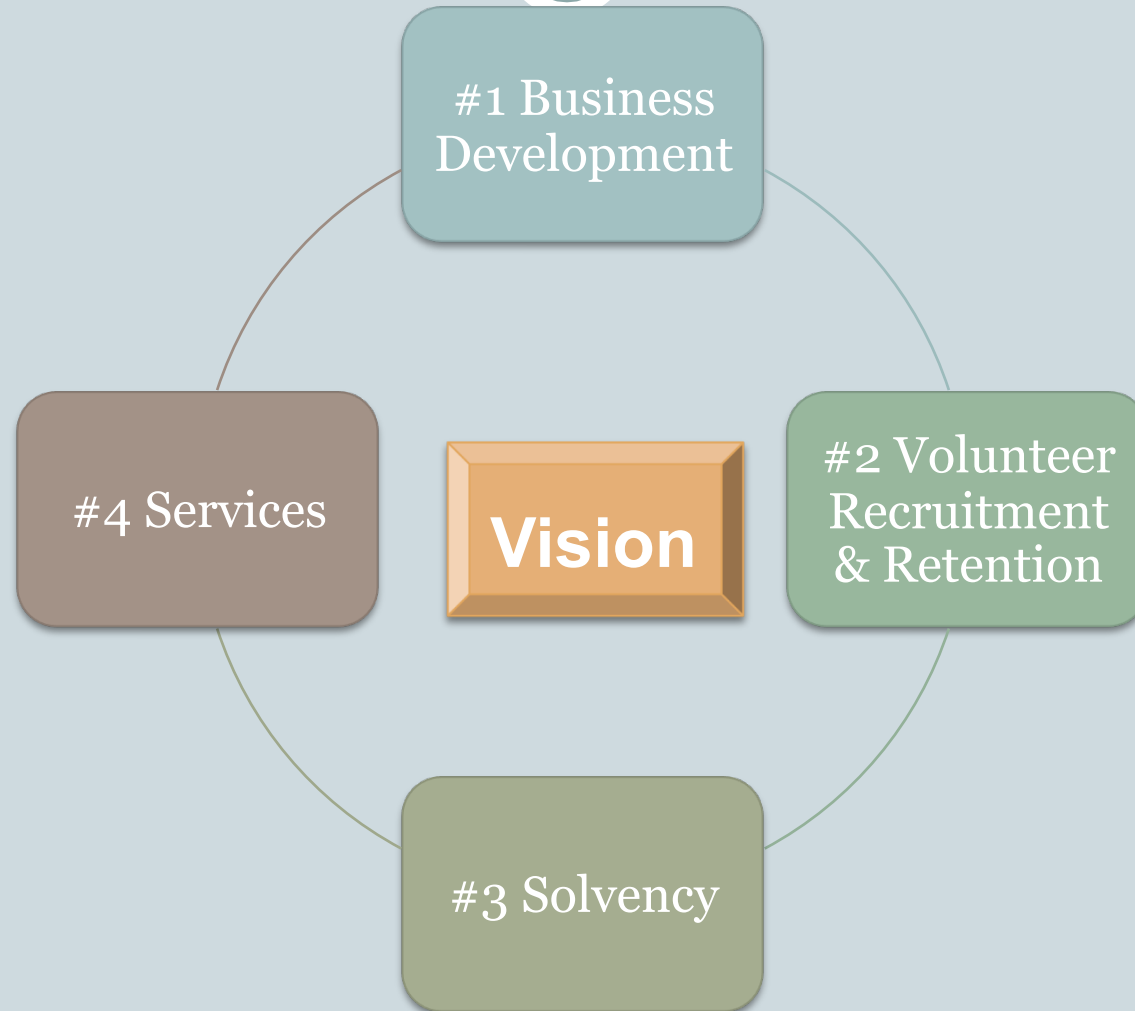 #1 Business
Development
#2 Volunteer
Recruitment
& Retention
#4 Services
Vision
#3 Solvency